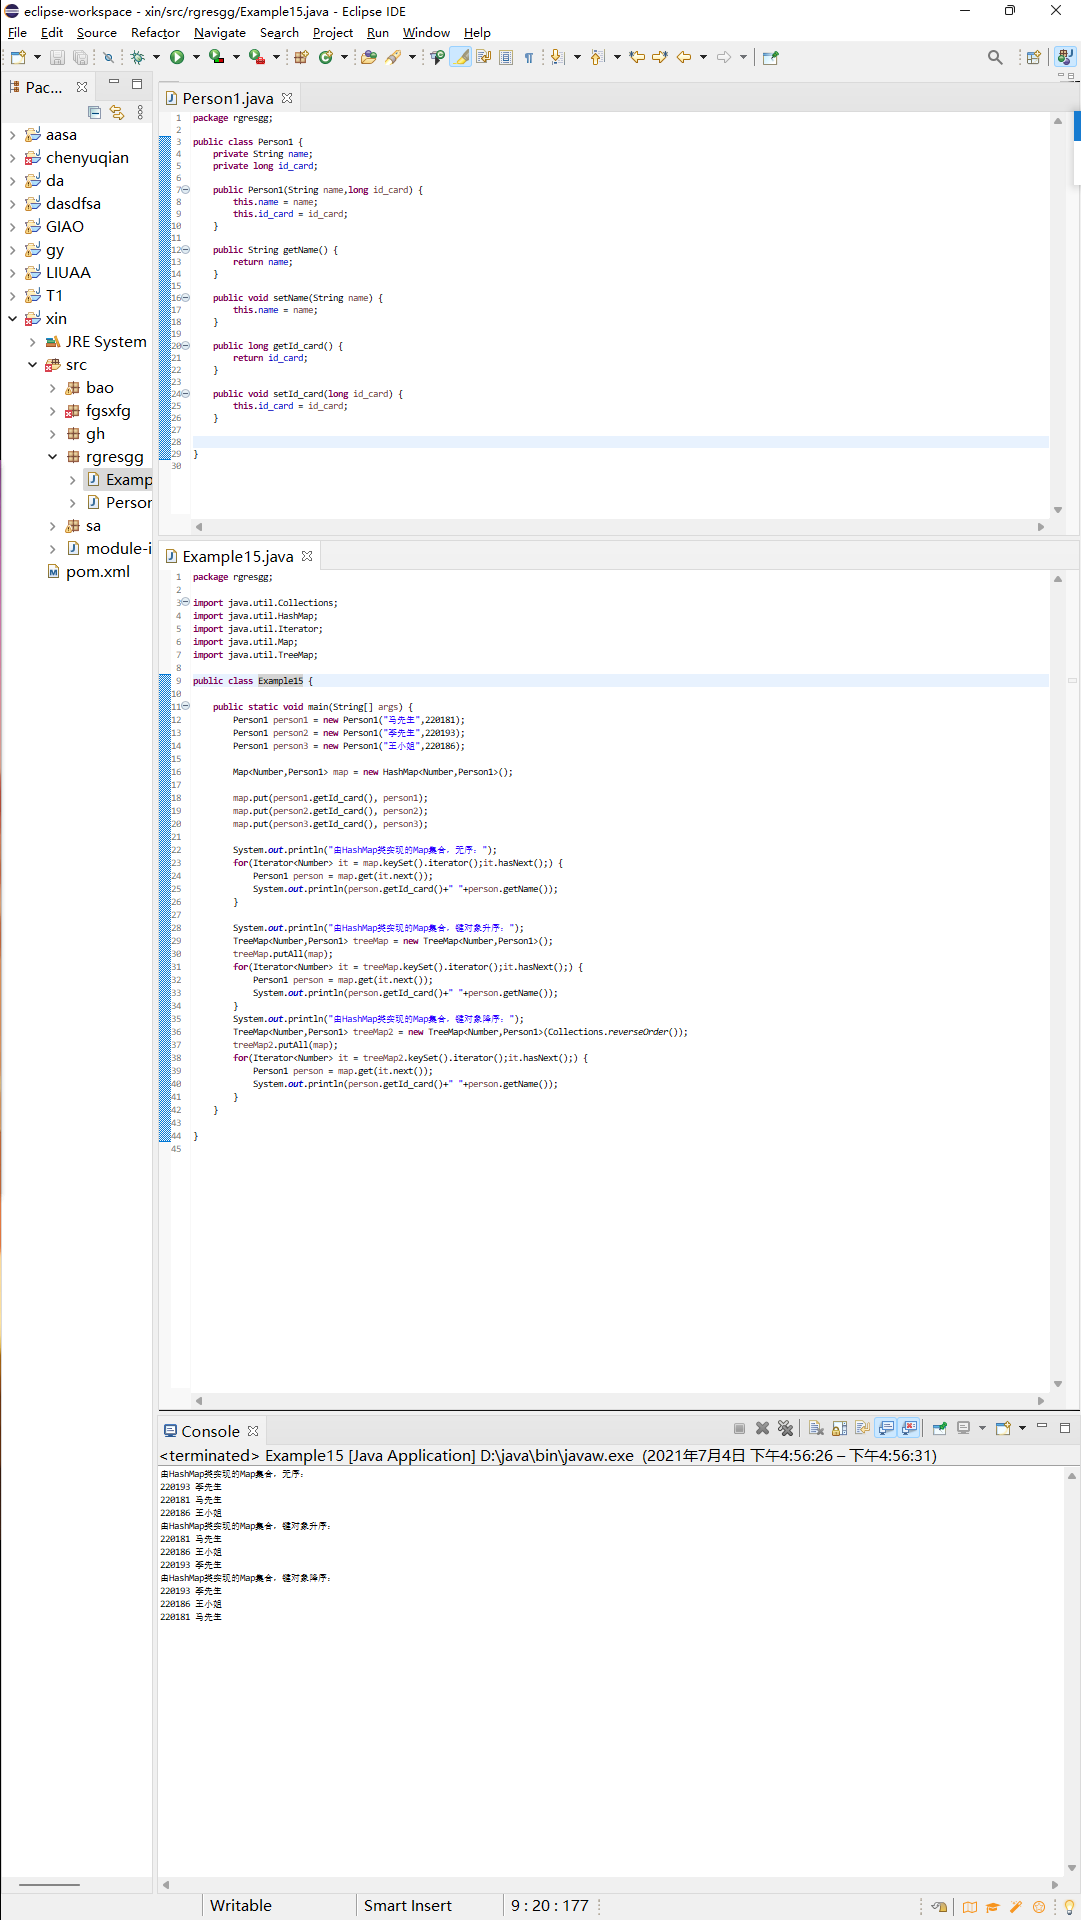 eclipse-workspace - xin/src/rgresgg/Example15.java - Eclipse IDE
File Edit Source Refactor Navigate Search Project Run Window Help
Pac...
aasa
chenyuqian
da
dasdfsa
GIAO
gy
LIUAA
T1
xin
JRE System
src
bao
fgsxfg
gh
rgresgg
Examp
Persor
sa
module-i
pom.xml
Person1.java
1 package rgresgg;
2
3 public class Person1 {
4 private String name;
5 private long id_card;
6
7 public Person1(String name,long id_card) {
8 this.name = name;
9 this.id_card = id_card;
10 }
11
12 public String getName() {
13 return name;
14 }
15
16 public void setName(String name) {
17 this.name = name;
18 }
19
20 public long getId_card() {
21 return id_card;
22 }
23
24 public void setId_card(long id_card) {
25 this.id_card = id_card;
26 }
27
28
29 }
30
Example15.java
1 package rgresgg;
2
3 import java.util.Collections;
4 import java.util.HashMap;
5 import java.util.Iterator;
6 import java.util.Map;
7 import java.util.TreeMap;
8
9 public class Example15 {
10
11 public static void main(String[] args) {
12 Person1 person1 = new Person1("马先生",220181);
13 Person1 person2 = new Person1("李先生",220193);
14 Person1 person3 = new Person1("王小姐",220186);
15
16 Map<Number,Person1> map = new HashMap<Number,Person1>();
17
18 map.put(person1.getId_card(), person1);
19 map.put(person2.getId_card(), person2);
20 map.put(person3.getId_card(), person3);
21
22 System.out.println("由HashMap类实现的Map集合，无序：");
23 for(Iterator<Number> it = map.keySet().iterator();it.hasNext();) {
24 Person1 person = map.get(it.next());
25 System.out.println(person.getId_card()+" "+person.getName());
26 }
27
28 System.out.println("由HashMap类实现的Map集合，键对象升序：");
29 TreeMap<Number,Person1> treeMap = new TreeMap<Number,Person1>();
30 treeMap.putAll(map);
31 for(Iterator<Number> it = treeMap.keySet().iterator();it.hasNext();) {
32 Person1 person = map.get(it.next());
33 System.out.println(person.getId_card()+" "+person.getName());
34 }
35 System.out.println("由HashMap类实现的Map集合，键对象降序：");
36 TreeMap<Number,Person1> treeMap2 = new TreeMap<Number,Person1>(Collections.reverseOrder());
37 treeMap2.putAll(map);
38 for(Iterator<Number> it = treeMap2.keySet().iterator();it.hasNext();) {
39 Person1 person = map.get(it.next());
40 System.out.println(person.getId_card()+" "+person.getName());
41 }
42 }
43
44 }
45
Console
<terminated> Example15 [Java Application] D:\java\bin\javaw.exe (2021年7月4日 下午4:56:26 – 下午4:56:31)
由HashMap类实现的Map集合，无序：
220193 李先生
220181 马先生
220186 王小姐
由HashMap类实现的Map集合，键对象升序：
220181 马先生
220186 王小姐
220193 李先生
由HashMap类实现的Map集合，键对象降序：
220193 李先生
220186 王小姐
220181 马先生
Writable Smart Insert 9 : 20 : 177